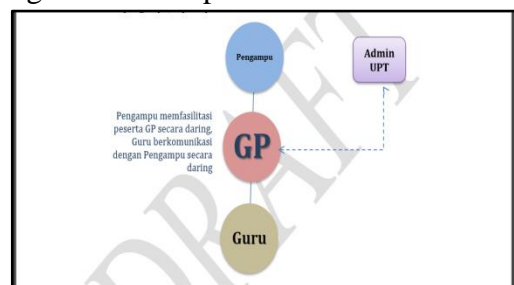 Pengampu
Admin
UPT
Pengampu memfasilitasi
peserta GP secara daring,
Guru berkomunikasi
dengan Pengampu secara
daring
GP
Guru
DRAFT